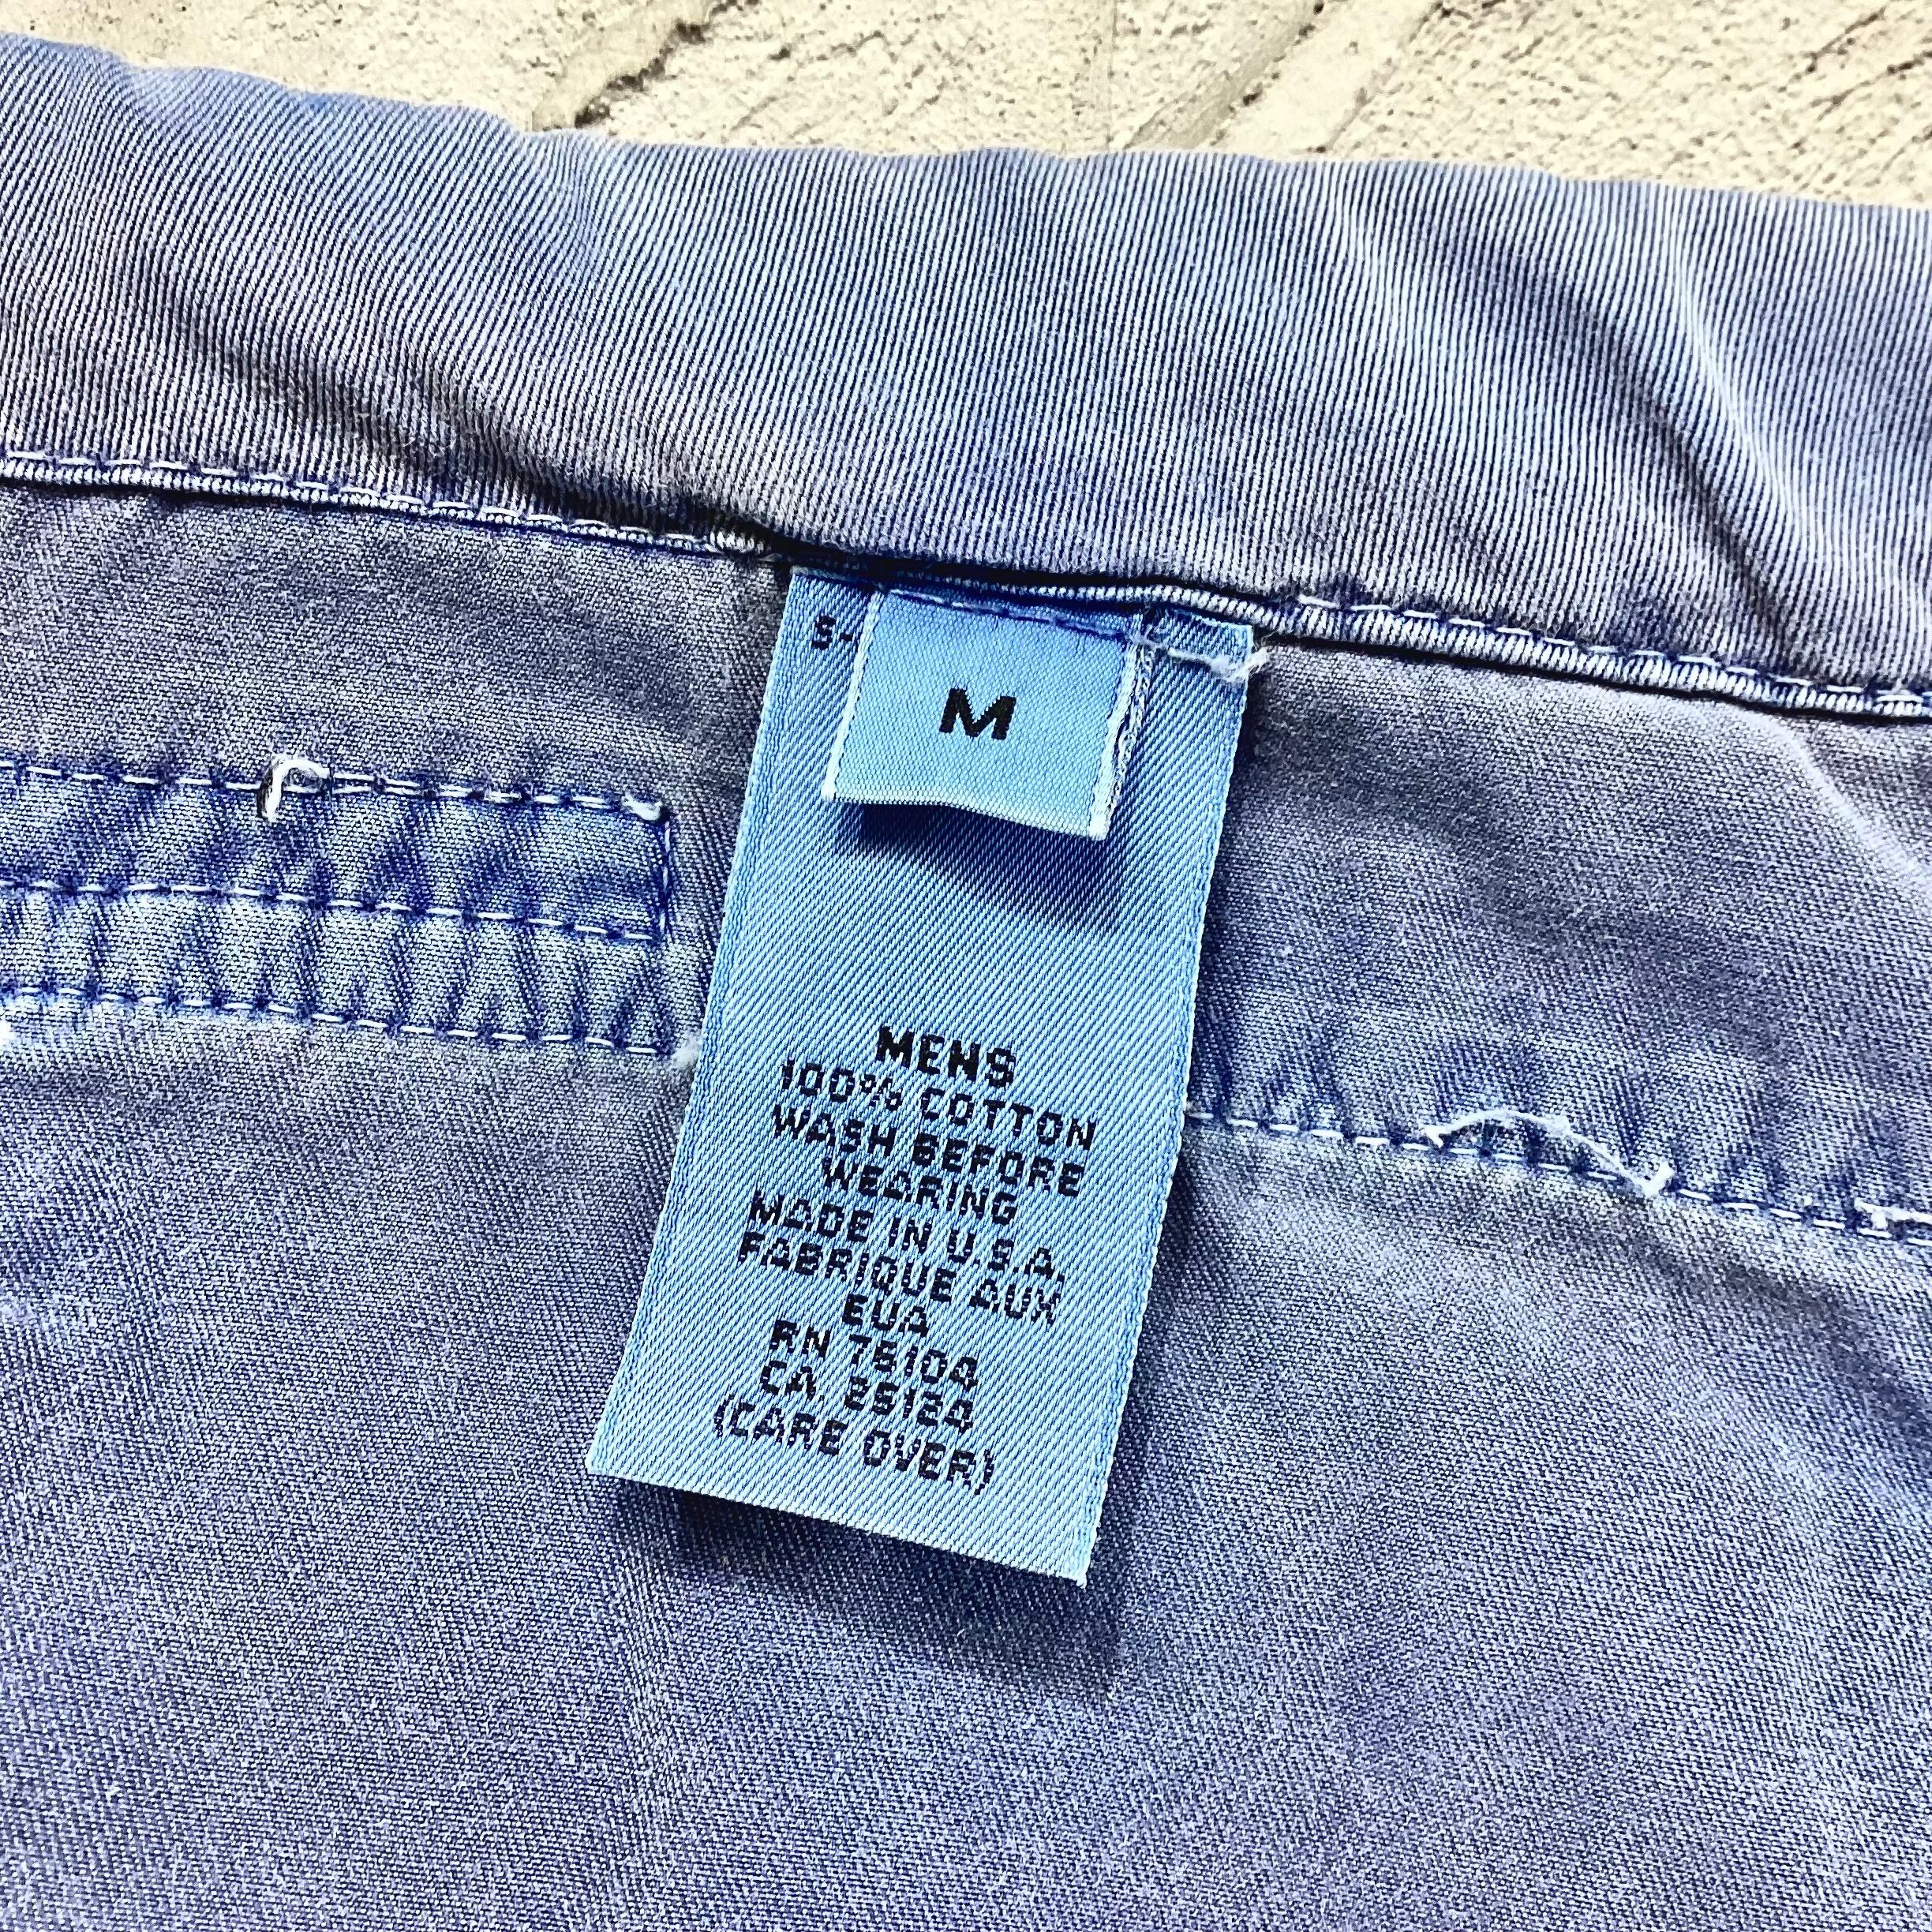 M
MENS
100% COTTON
WASH BEFORE
WEARING
MADE IN U.S.A.
FABRIQUE AUX
EUA
RN 75104
CA. 25124
(CARE OVER)